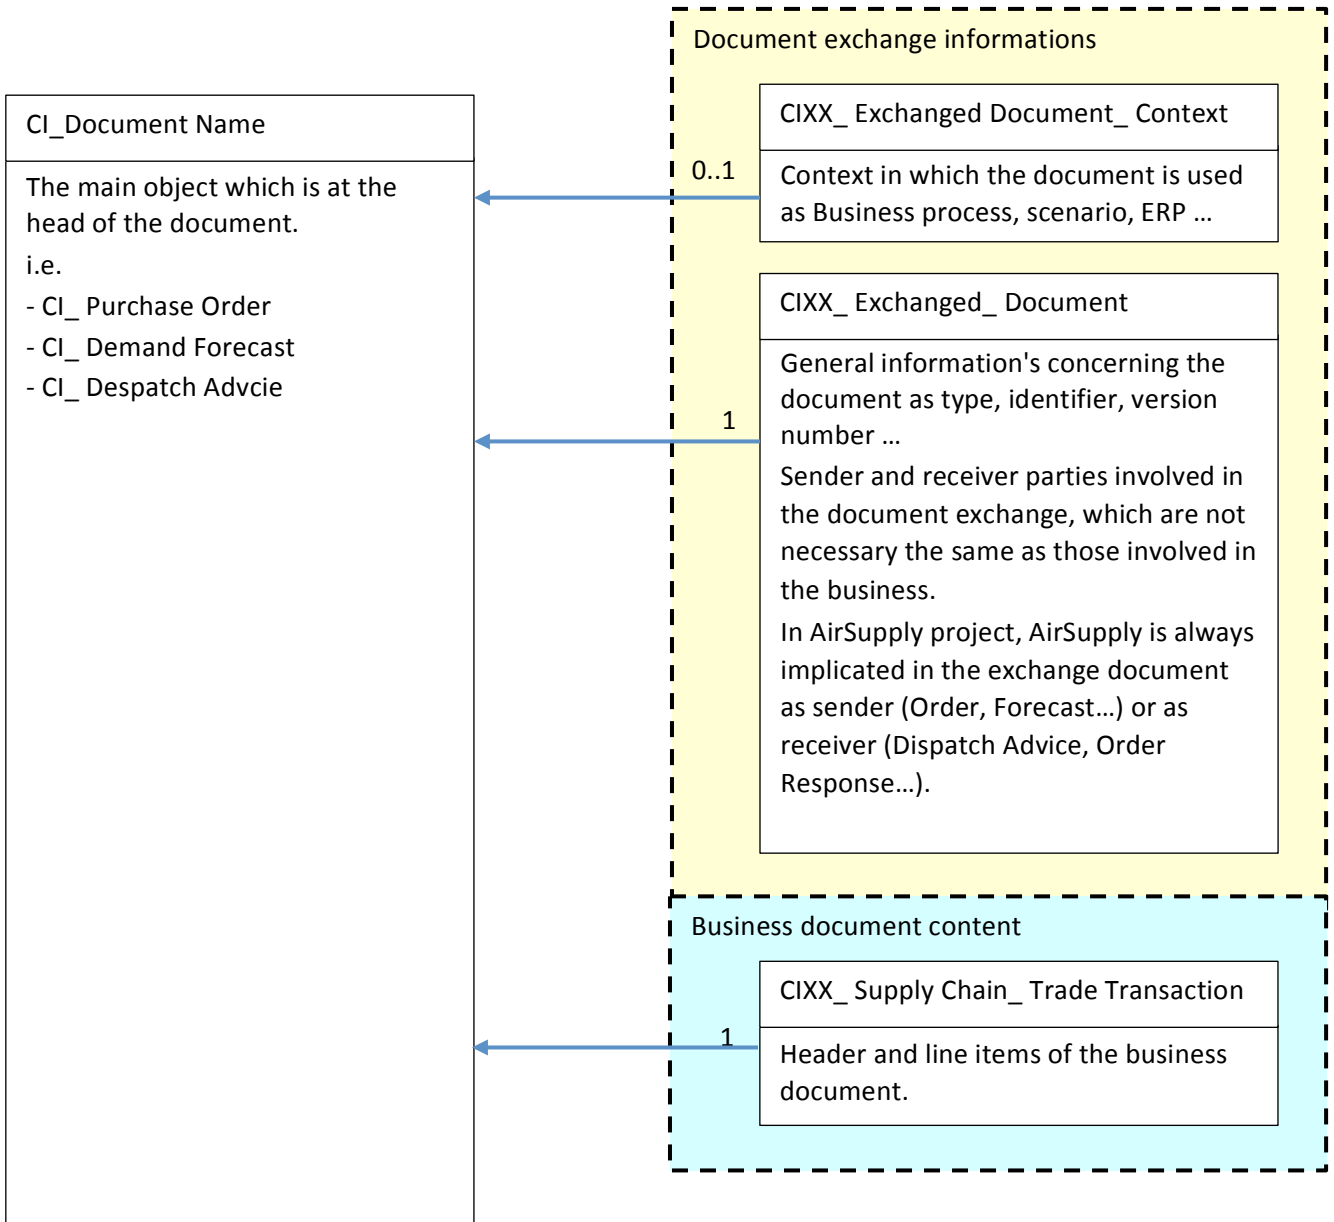 Document exchange informations
CI_Document Name
The main object which is at the
head of the document.
i.e.
- CI_ Purchase Order
- CI_ Demand Forecast
- CI_ Despatch Advcie
CIXX_ Exchanged Document_ Context
0..1
Context in which the document is used
as Business process, scenario, ERP ...
CIXX_ Exchanged_ Document
1
General information's concerning the
document as type, identifier, version
number ...
Sender and receiver parties involved in
the document exchange, which are not
necessary the same as those involved in
the business.
In AirSupply project, AirSupply is always
implicated in the exchange document
as sender (Order, Forecast...) or as
receiver (Dispatch Advice, Order
Response...).
Business document content
CIXX_ Supply Chain_ Trade Transaction
1
Header and line items of the business
document.